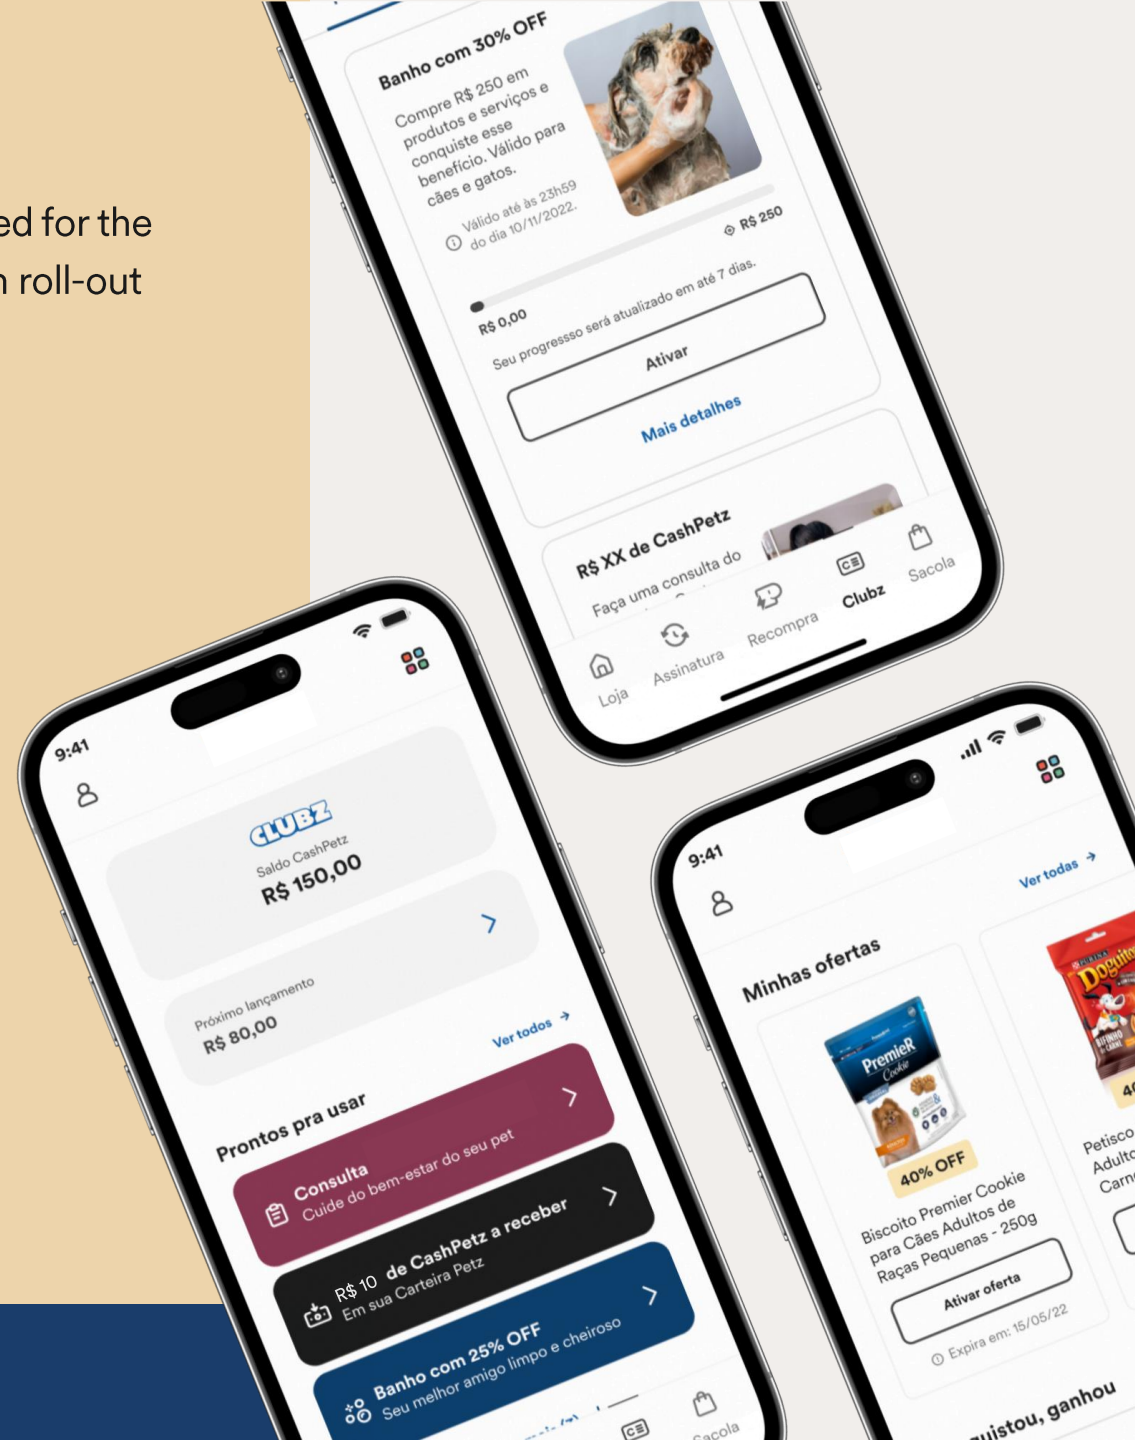 ed for the
roll-out
Banho com 30% OFF
Compre R$ 250 em
produtos e serviços e
conquiste esse
benefício. Válido para
cães e gatos.
Válido até às 23h59
do dia 10/11/2022.
R$ 250
R$ 0,00
Seu progressso será atualizado em até 7 dias.
Ativar
Mais detalhes
R$ XX de CashPetz
Faça uma consulta do
Loja
Assinatura
Recompra
Clubz
Sacola
9:41
CLUBZ
Saldo CashPetz
R$ 150,00
Próximo lançamento
R$ 80,00
Ver todos
Prontos pra usar
Consulta
Cuide do bem-estar do seu pet
R$ 10 de CashPetz a receber
Em sua Carteira Petz
Banho com 25% OFF
Seu melhor amigo limpo e cheiroso
Sacola
9:41
Ver todas
Minhas ofertas
PremieR
Cookie
40% OFF
Biscoito Premier Cookie
para Cães Adultos de
Raças Pequenas - 250g
Ativar oferta
Expira em: 15/05/22
PURINA
Doguito
BIFINHO
DE CARNE
Petisco
Adulto
Carn
uistou, ganhou